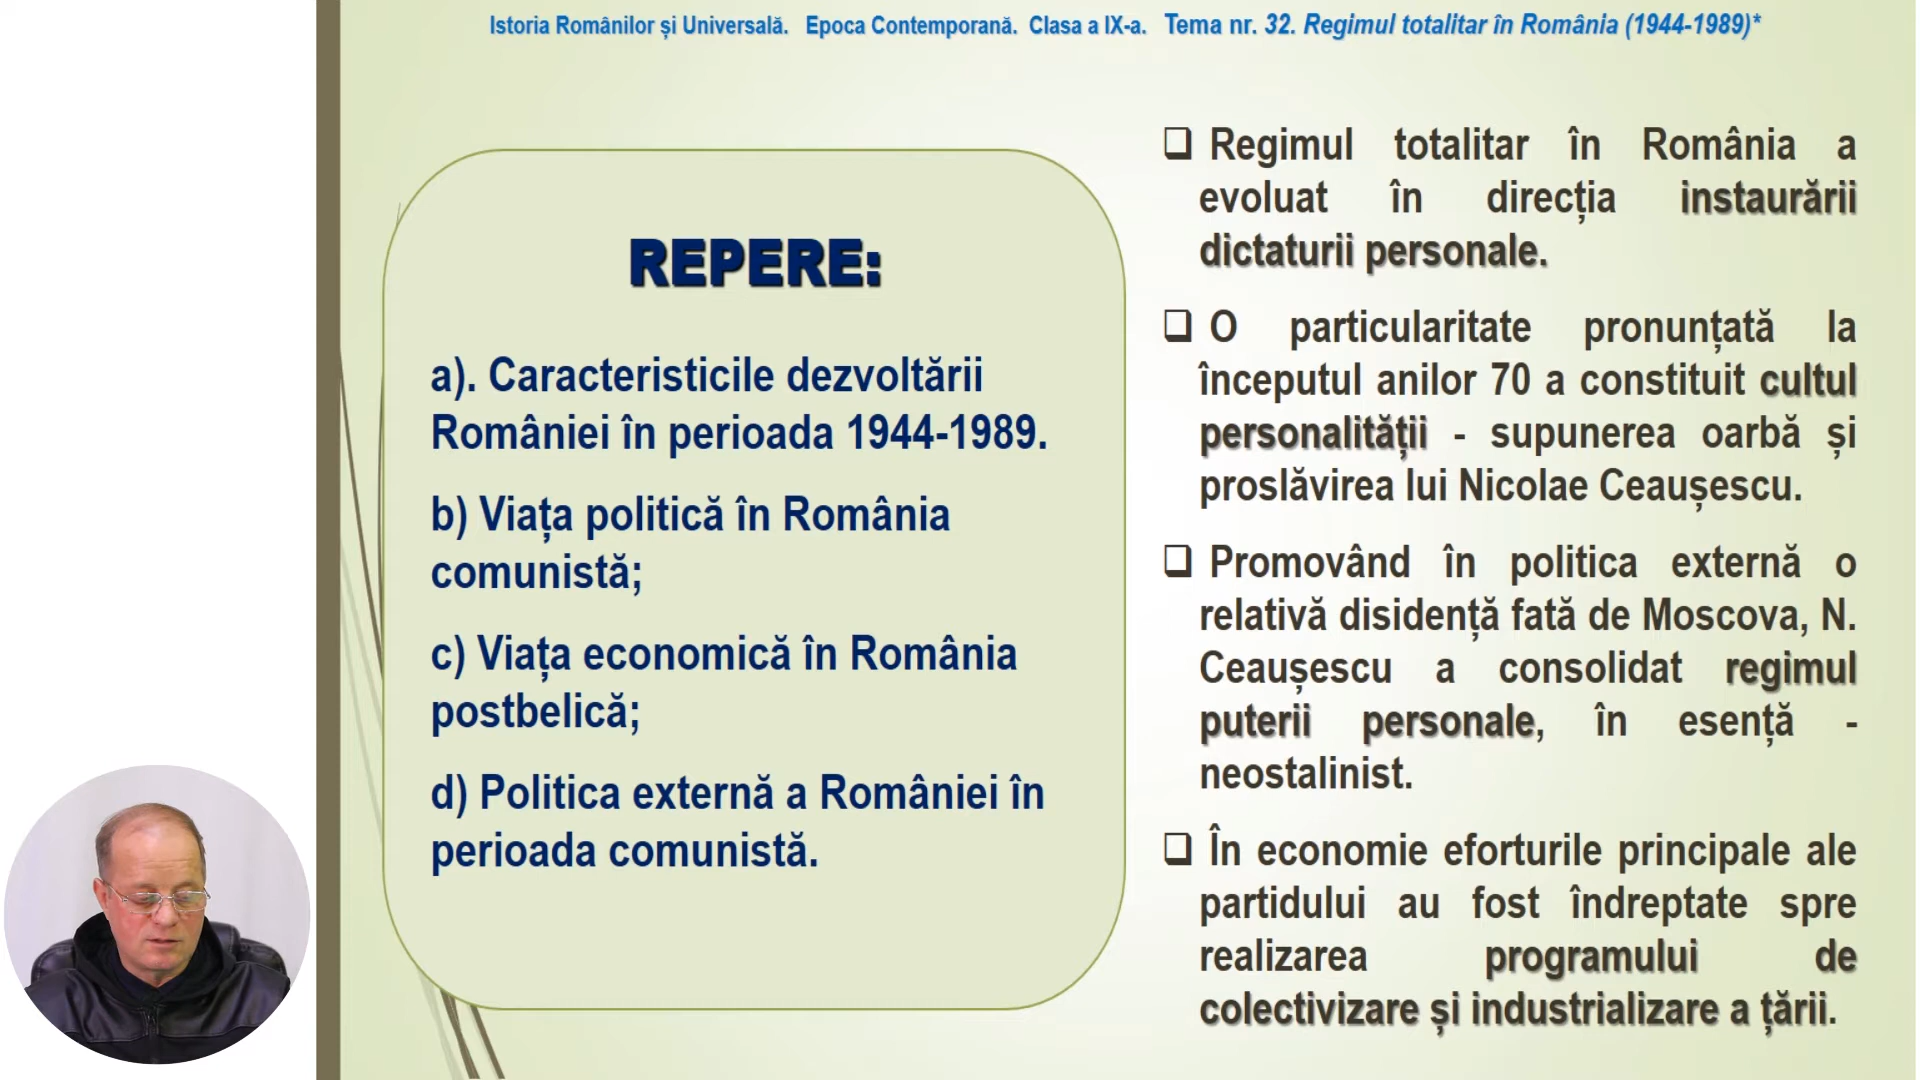 Istoria Românilor și Universală. Epoca Contemporană. Clasa a IX-a. Tema nr. 32. Regimul totalitar în România (1944-1989)*
REPERE:
a). Caracteristicile dezvoltării
României în perioada 1944-1989.
b) Viața politică în România
comunistă;
c) Viața economică în România
postbelică;
d) Politica externă a României în
perioada comunistă.
❑ Regimul totalitar în România a
evoluat în direcția instaurării
dictaturii personale.
❑ O particularitate pronunțată la
începutul anilor 70 a constituit cultul
personalității - supunerea oarbă și
proslăvirea lui Nicolae Ceaușescu.
❑ Promovând în politica externă o
relativă disidență fată de Moscova, N.
Ceaușescu a consolidat regimul
puterii personale, în esență -
neostalinist.
❑ În economie eforturile principale ale
partidului au fost îndreptate spre
realizarea programului de
colectivizare și industrializare a țării.